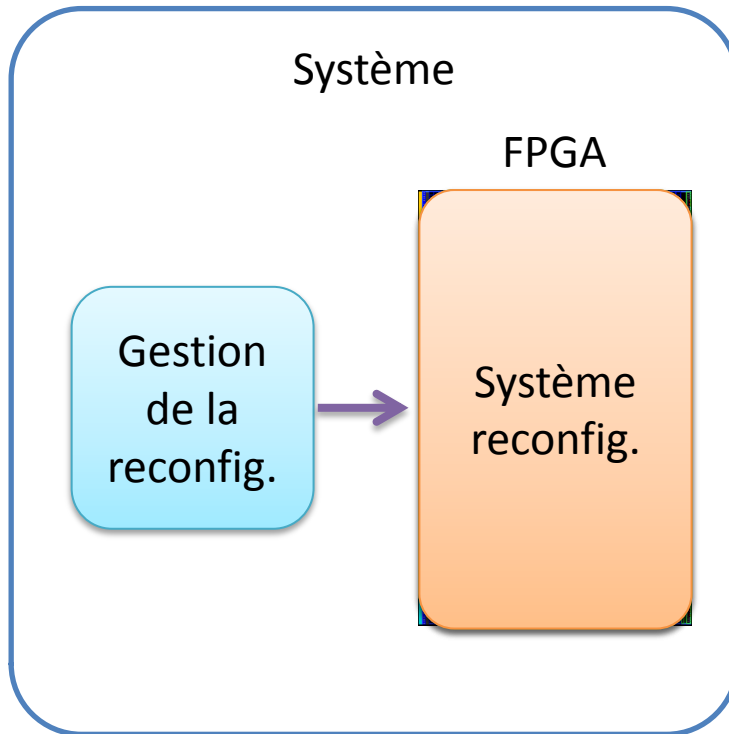 Système
FPGA
Gestion
de la
reconfig.
Système
reconfig.